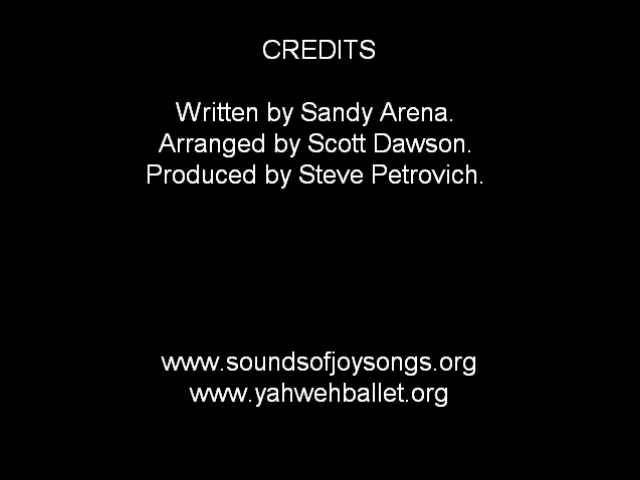 CREDITS
Written by Sandy Arena.
Arranged by Scott Dawson.
Produced by Steve Petrovich.
www.soundsofjoysongs.org
www.yahwehballet.org